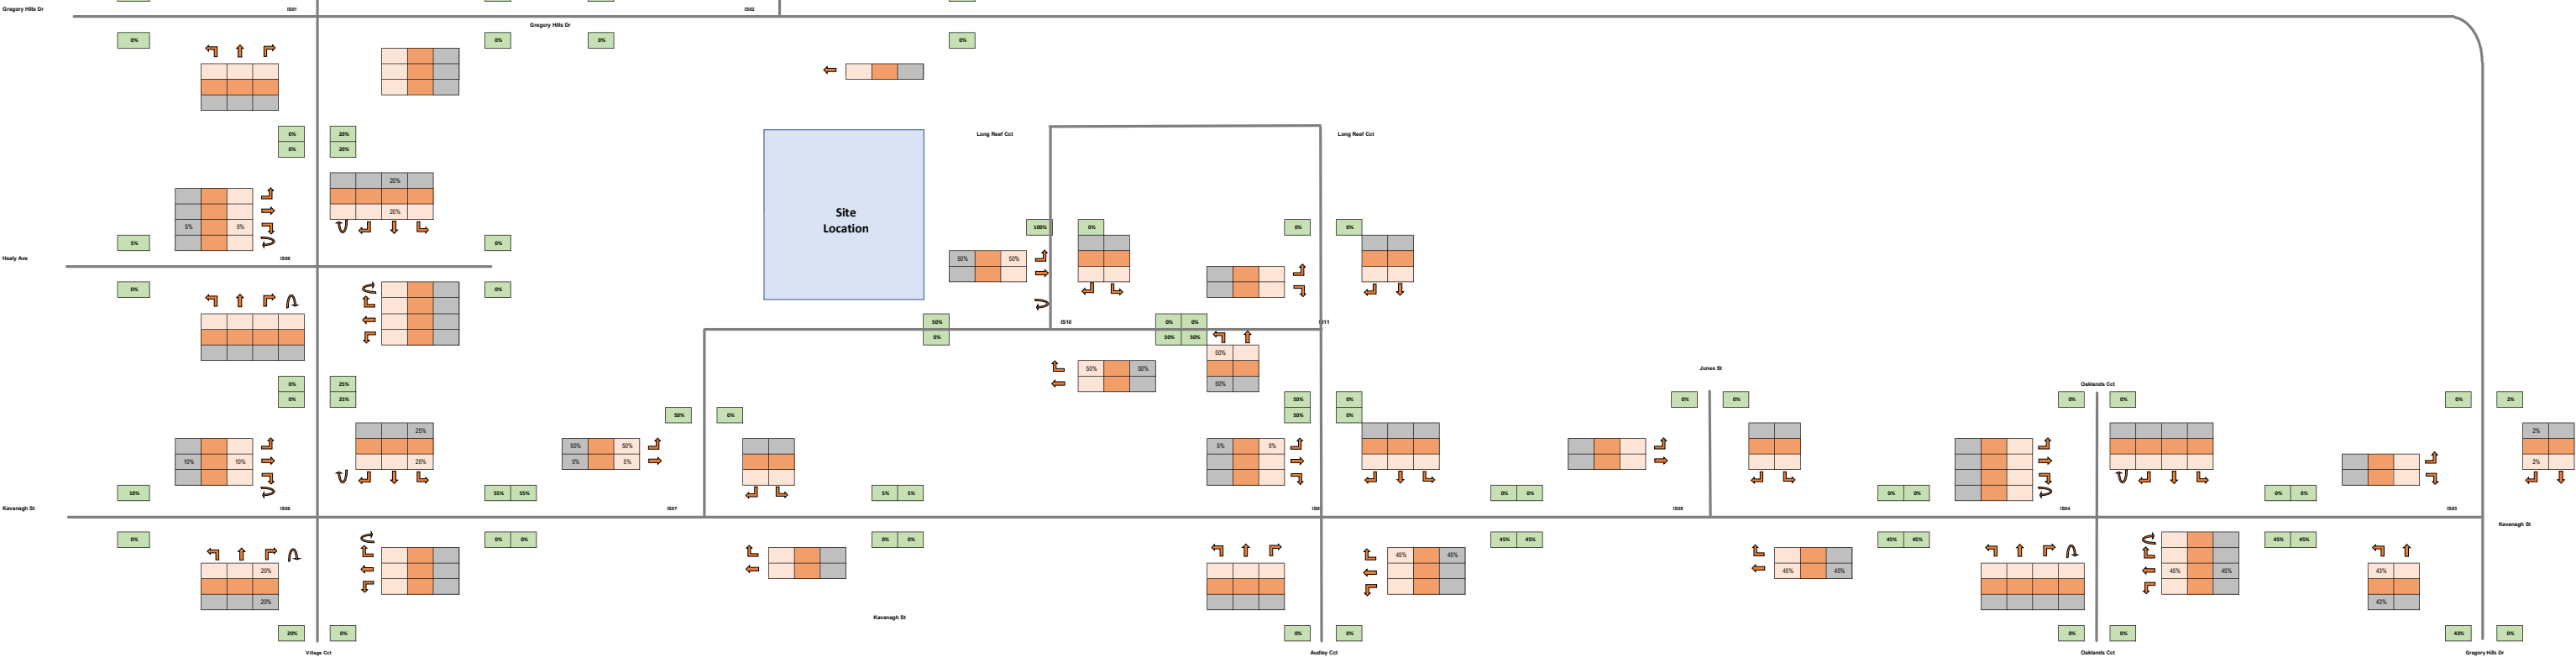 Gregory Hills Dr
IS01
IS02
Gregory Hills Dr
0%
0%
0%
0%
0% 20%
0% 20%
Long Reef Cct
Long Reef Cct
20%
20%
Site
Location
5% 5%
100% 0% 0% 0%
5% 0%
50% 50%
Healy Ave
IS09
0% 0%
50% 0% 0%
IS10
0% 50% 50%
50%
50% 50%
50%
Junee St
0% 25%
0% 25%
Oaklands Cct
50% 0% 0% 0% 0% 0% 0% 2%
50% 0%
50% 0%
25%
10% 10%
25%
50% 50%
5% 5%
5% 5%
2%
2%
10% 55% 55% 5% 5% 0% 0% 0% 0% 0% 0%
Kavanagh St
IS08
IS07
IS05
IS04
IS03
Kavanagh St
0% 0% 0% 0% 0% 45% 45% 45% 45% 45% 45%
45% 45%
45% 45%
45% 45%
20%
20%
43%
43%
Kavanagh St
20% 0% 0% 0% 0% 0% 43% 0%
Village Cct
Audley Cct
Oaklands Cct
Gregory Hills Dr